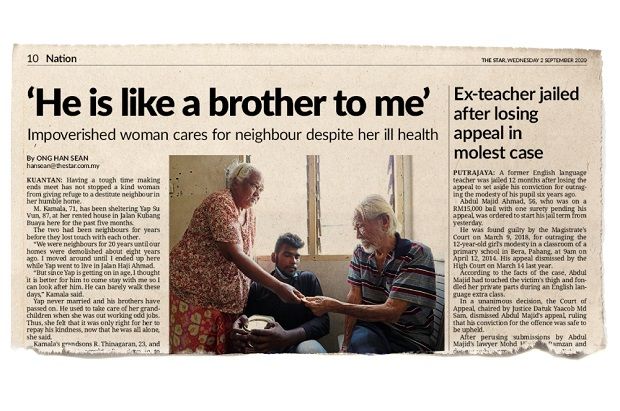 10 Nation
THE STAR, WEDNESDAY 2 SEPTEMBER 2020
‘He is like a brother to me’
Impoverished woman cares for neighbour despite her ill health
By ONG HAN SEAN
hansean@thestar.com.my
KUANTAN: Having a tough time making
ends meet has not stopped a kind woman
from giving refuge to a destitute neighbour in
her humble home.
M. Kamala, 71, has been sheltering Yap Su
Vun, 87, at her rented house in Jalan Kubang
Buaya here for the past five months.
The two had been neighbours for years
before they lost touch with each other.
“We were neighbours for 20 years until our
homes were demolished about eight years
ago. I moved around until I ended up here
while Yap went to live in Jalan Haji Ahmad.
“But since Yap is getting on in age, I thought
it is better for him to come stay with me so I
can look after him. He can barely walk these
days,” Kamala said.
Yap never married and his brothers have
passed on. He used to take care of her grand-
children when she was out working odd jobs.
Thus, she felt that it was only right for her to
repay his kindness, now that he was all alone,
she said.
Kamala's grandsons R. Thinagaran, 23, and
Ex-teacher jailed
after losing
appeal in
molest case
PUTRAJAYA: A former English language
teacher was jailed 12 months after losing the
appeal to set aside his conviction for outrag-
ing the modesty of his pupil six years ago.
Abdul Majid Ahmad, 56, who was on a
RM15,000 bail with one surety pending his
appeal, was ordered to start his jail term from
yesterday.
He was found guilty by the Magistrate's
Court on March 9, 2018, for outraging the
12-year-old girl's modesty in a classroom of a
primary school in Bera, Pahang, at 9am on
April 12, 2014. His appeal dismissed by the
High Court on March 14 last year.
According to the facts of the case, Abdul
Majid had touched the victim's thigh and fon-
dled her private parts during an English lan-
guage extra class.
In a unanimous decision, the Court of
Appeal, chaired by Justice Datuk Yaacob Md
Sam, dismissed Abdul Majid's appeal, ruling
that his conviction for the offence was safe to
be upheld.
After perusing submissions by Abdul
Majid's lawyer Mohd Ramzan and